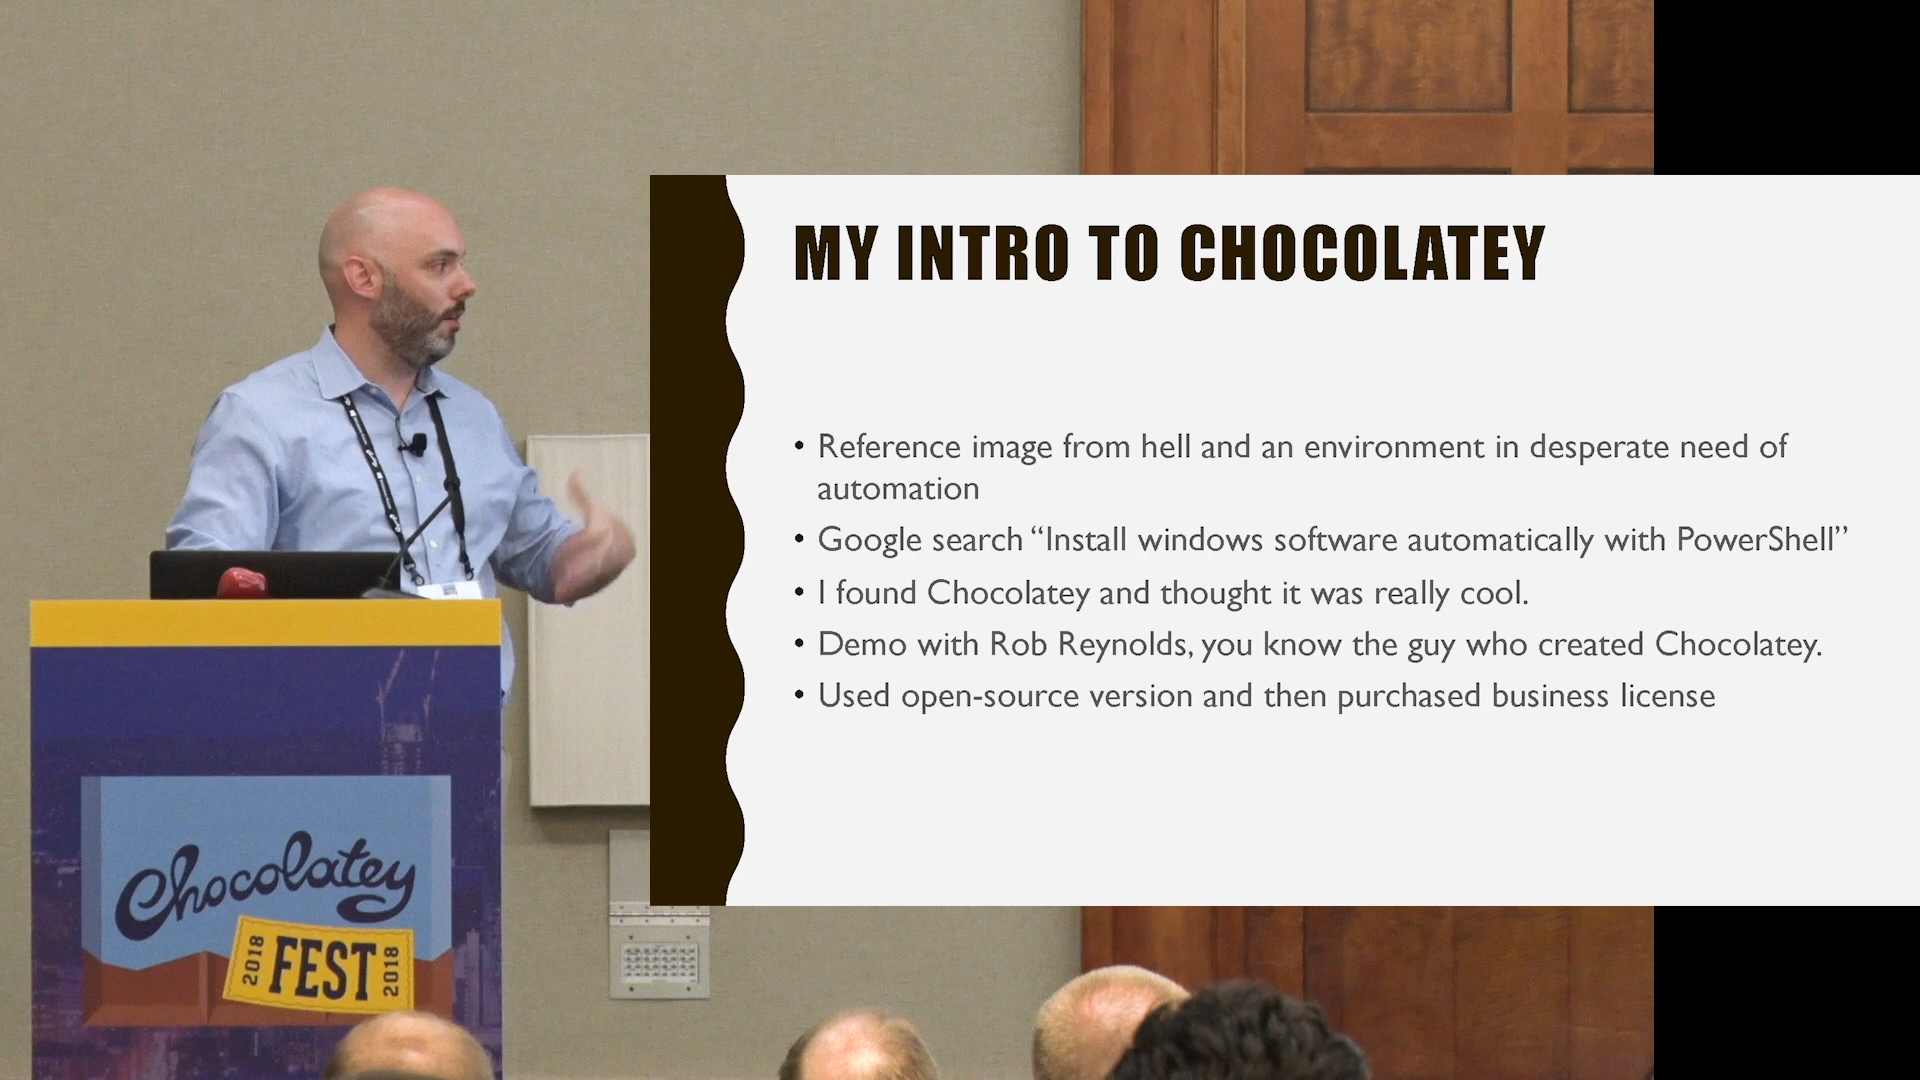 MY INTRO TO CHOCOLATEY
• Reference image from hell and an environment in desperate need of
automation
• Google search “Install windows software automatically with PowerShell”
• I found Chocolatey and thought it was really cool.
• Demo with Rob Reynolds, you know the guy who created Chocolatey.
• Used open-source version and then purchased business license
Chocolatey
2018 FEST 2018